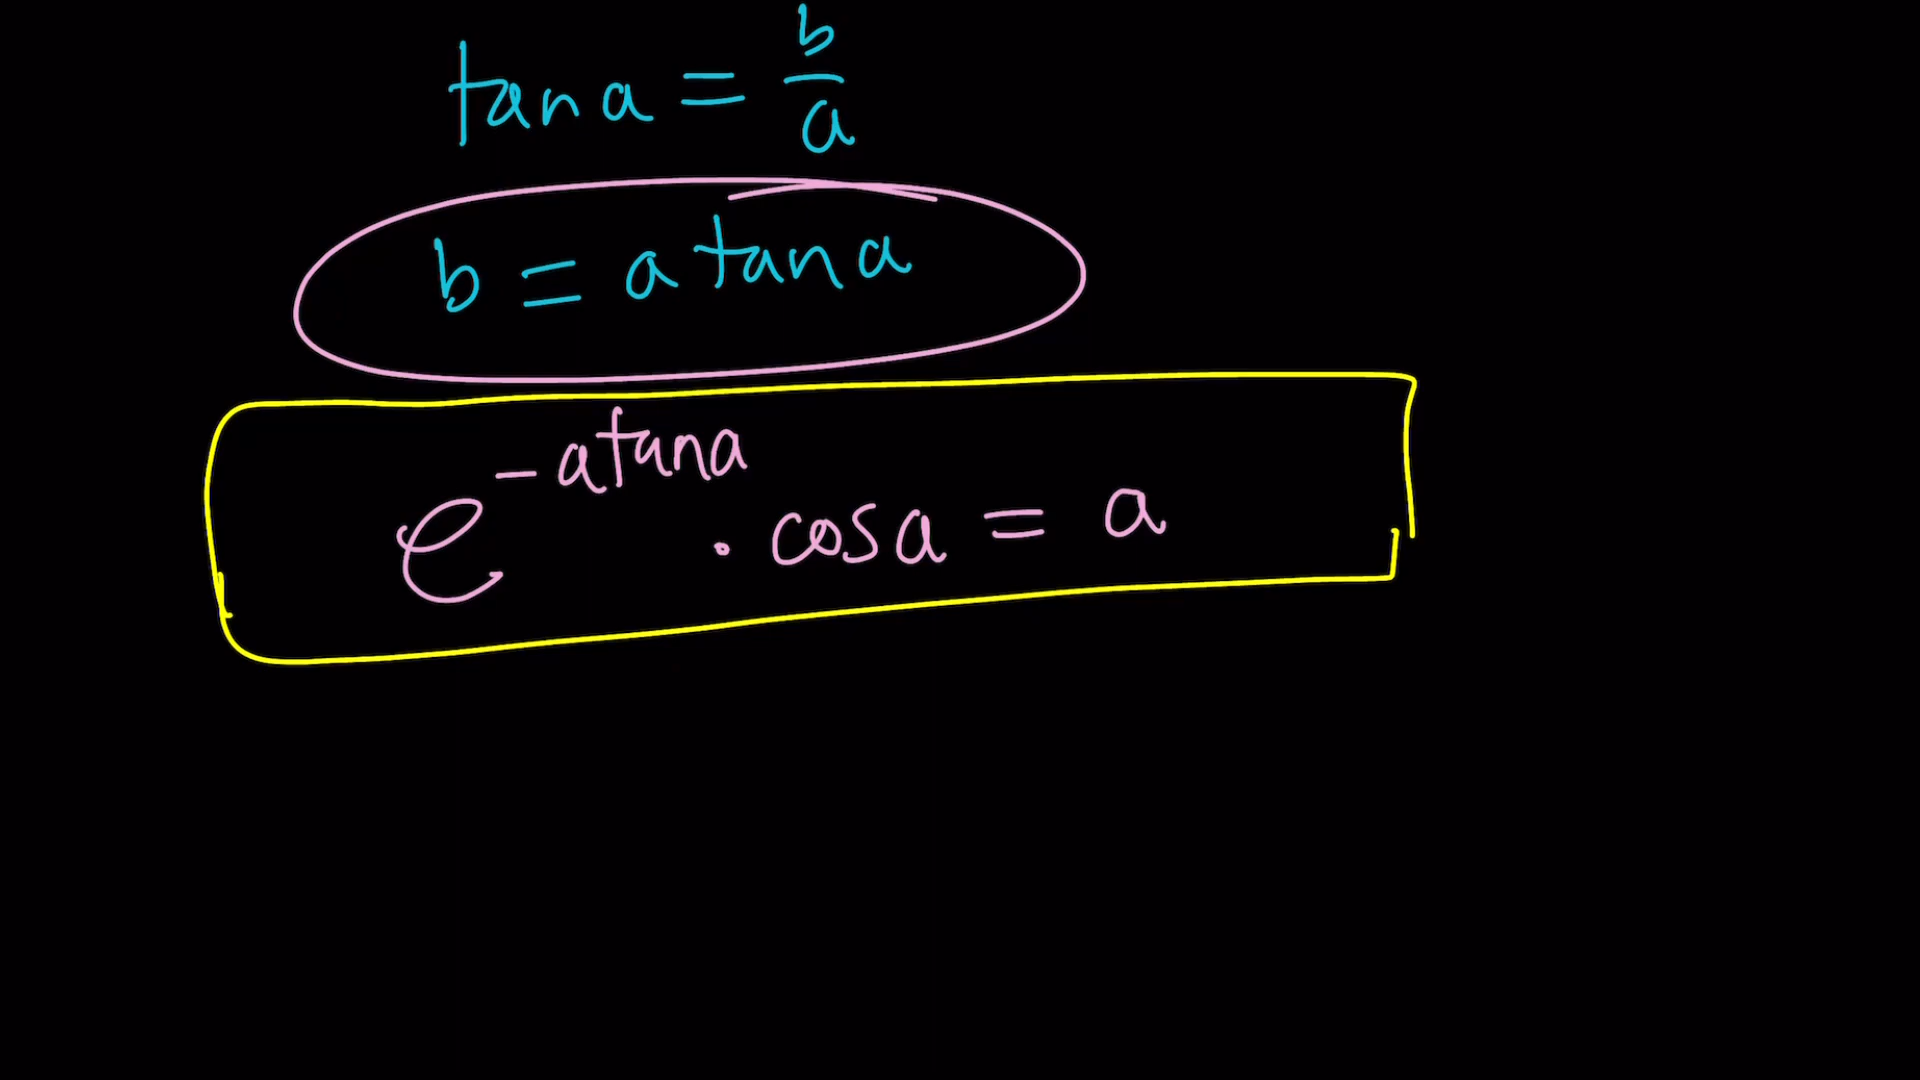 tan a = b/a
b = a tan a
e^{-a tan a} · cos a = a